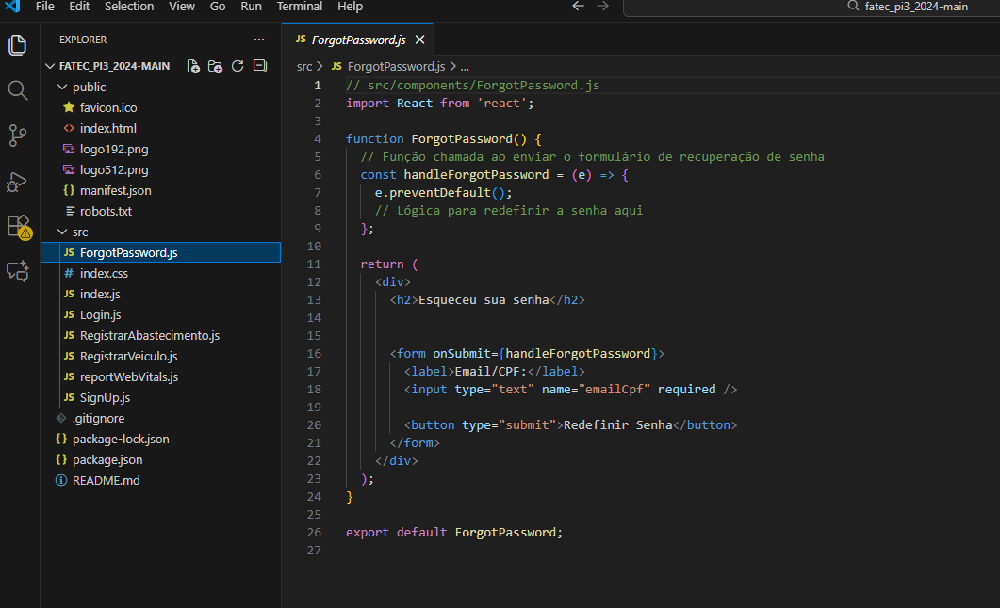 File Edit Selection View Go Run Terminal Help
fatec_pi3_2024-main
EXPLORER
FATEC_PI3_2024-MAIN
public
favicon.ico
index.html
logo192.png
logo512.png
manifest.json
robots.txt
src
JS ForgotPassword.js
# index.css
JS index.js
JS Login.js
JS RegistrarAbastecimento.js
JS RegistrarVeiculo.js
JS reportWebVitals.js
JS SignUp.js
.gitignore
{} package-lock.json
{} package.json
README.md
JS ForgotPassword.js
src > JS ForgotPassword.js > ...
1 // src/components/ForgotPassword.js
2 import React from 'react';
3
4 function ForgotPassword() {
5 // Função chamada ao enviar o formulário de recuperação de senha
6 const handleForgotPassword = (e) => {
7 e.preventDefault();
8 // Lógica para redefinir a senha aqui
9 };
10
11 return (
12 <div>
13 <h2>Esqueceu sua senha</h2>
14
15
16 <form onSubmit={handleForgotPassword}>
17 <label>Email/CPF:</label>
18 <input type="text" name="emailCpf" required />
19
20 <button type="submit">Redefinir Senha</button>
21 </form>
22 </div>
23 );
24 }
25
26 export default ForgotPassword;
27